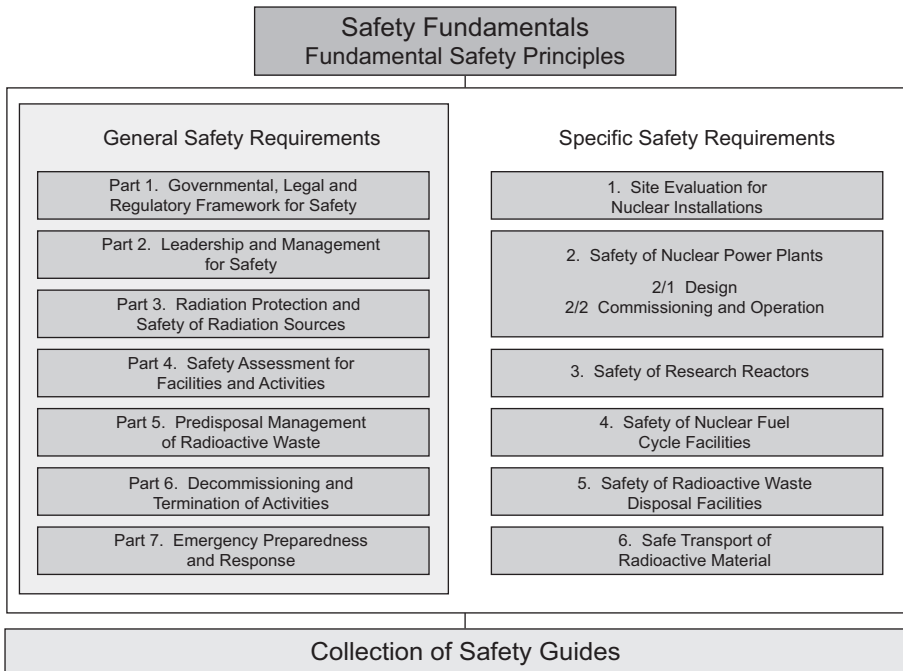 Safety Fundamentals
Fundamental Safety Principles
General Safety Requirements
Part 1. Governmental, Legal and
Regulatory Framework for Safety
Part 2. Leadership and Management
for Safety
Part 3. Radiation Protection and
Safety of Radiation Sources
Part 4. Safety Assessment for
Facilities and Activities
Part 5. Predisposal Management
of Radioactive Waste
Part 6. Decommissioning and
Termination of Activities
Part 7. Emergency Preparedness
and Response
Specific Safety Requirements
1. Site Evaluation for
Nuclear Installations
2. Safety of Nuclear Power Plants
2/1 Design
2/2 Commissioning and Operation
3. Safety of Research Reactors
4. Safety of Nuclear Fuel
Cycle Facilities
5. Safety of Radioactive Waste
Disposal Facilities
6. Safe Transport of
Radioactive Material
Collection of Safety Guides